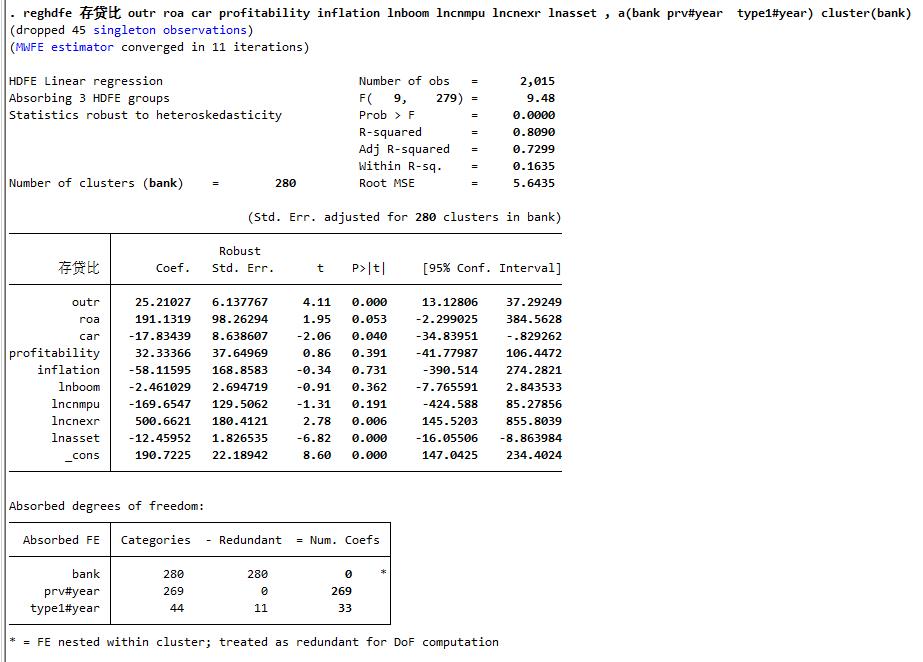 . reghdfe 存贷比 outr roa car profitability inflation lnboom lncnmpu lncnexr lnasset , a(bank prv#year  type1#year) cluster(bank)
(dropped 45 singleton observations)
(MWFE estimator converged in 11 iterations)
HDFE Linear regression Number of obs = 2,015
Absorbing 3 HDFE groups F( 9, 279) = 9.48
Statistics robust to heteroskedasticity Prob > F = 0.0000
R-squared = 0.8090
Adj R-squared = 0.7299
Within R-sq. = 0.1635
Number of clusters (bank) = 280 Root MSE = 5.6435
(Std. Err. adjusted for 280 clusters in bank)
Robust
存贷比 Coef. Std. Err. t P>|t| [95% Conf. Interval]
outr 25.21027 6.137767 4.11 0.000 13.12806 37.29249
roa 191.1319 98.26294 1.95 0.053 -2.299025 384.5628
car -17.83439 8.638607 -2.06 0.040 -34.83951 -.829262
profitability 32.33366 37.64969 0.86 0.391 -41.77987 106.4472
inflation -58.11595 168.8583 -0.34 0.731 -390.514 274.2821
lnboom -2.461029 2.694719 -0.91 0.362 -7.765591 2.843533
lncnmpu -169.6547 129.5062 -1.31 0.191 -424.588 85.27856
lncnexr 500.6621 180.4121 2.78 0.006 145.5203 855.8039
lnasset -12.45952 1.826535 -6.82 0.000 -16.05506 -8.863984
_cons 190.7225 22.18942 8.60 0.000 147.0425 234.4024
Absorbed degrees of freedom:
Absorbed FE Categories - Redundant = Num. Coefs
bank 280 280 0 *
prv#year 269 0 269
type1#year 44 11 33
* = FE nested within cluster; treated as redundant for DoF computation